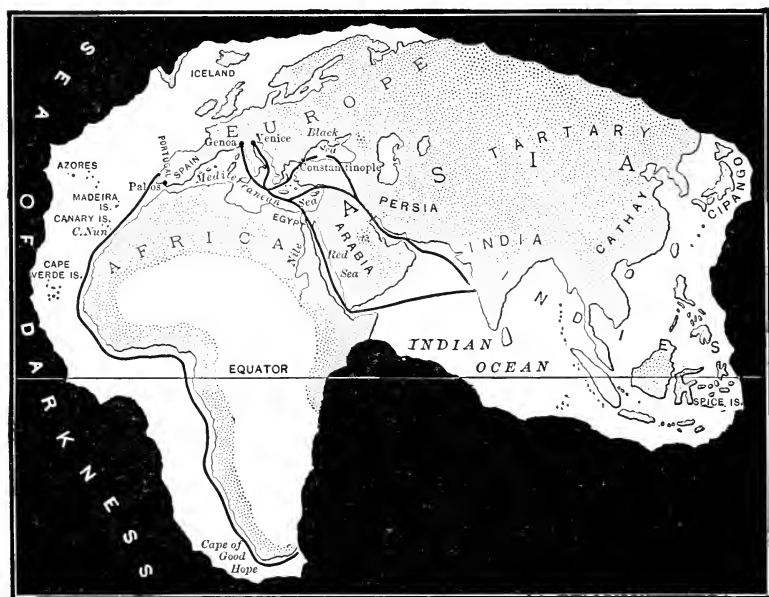 SEA OF DARKNESS
ICELAND
EUROPE
TARTARY
ASIA
Genoa
Venice
Black Sea
Constantinople
PORTUGAL
SPAIN
Palos
Mediterranean Sea
AZORES
MADEIRA IS.
CANARY IS.
C. Nun
CAPE
VERDE IS.
AFRICA
EGYPT
Nile
Red
Sea
ARABIA
PERSIA
INDIA
CATHAY
CIPANGO
INDIES
INDIAN
OCEAN
EQUATOR
SPICE IS.
Cape of
Good
Hope